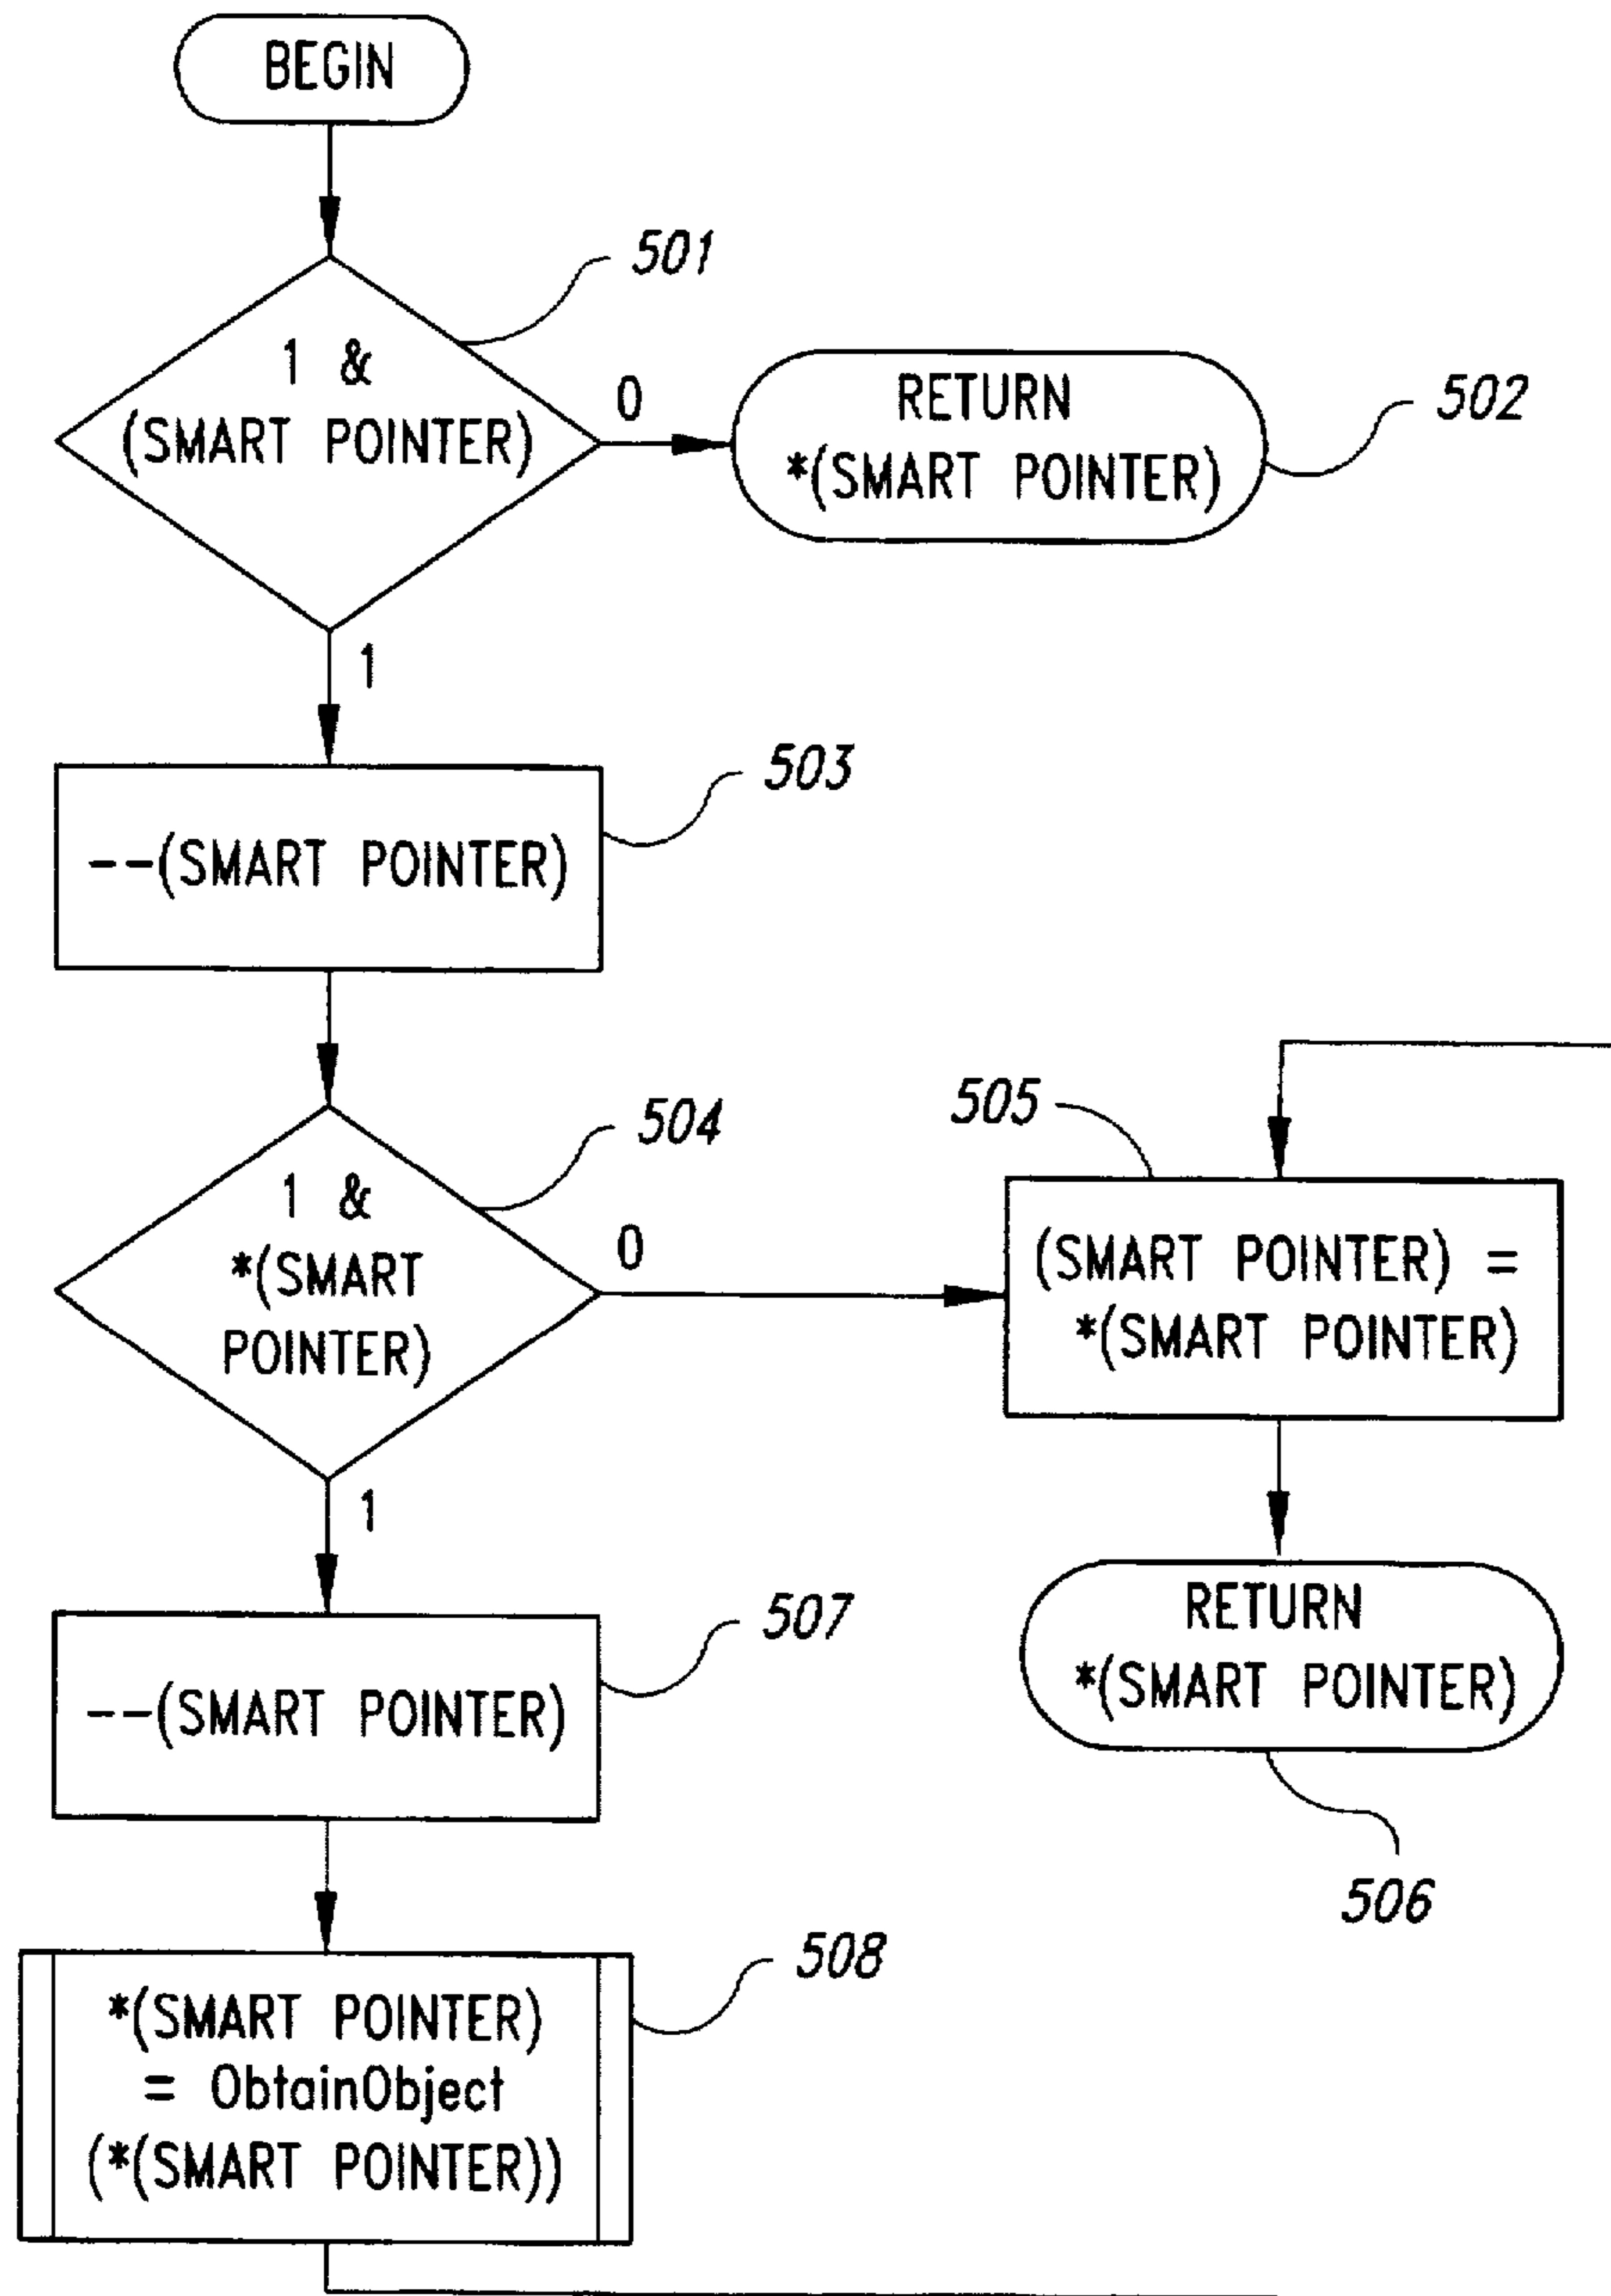 BEGIN
501
1 &
(SMART POINTER)
0
RETURN
*(SMART POINTER)
502
1
503
--(SMART POINTER)
504
1 &
*(SMART
POINTER)
0
505
(SMART POINTER) =
*(SMART POINTER)
1
RETURN
*(SMART POINTER)
506
507
--(SMART POINTER)
508
*(SMART POINTER)
= ObtainObject
(*(SMART POINTER))